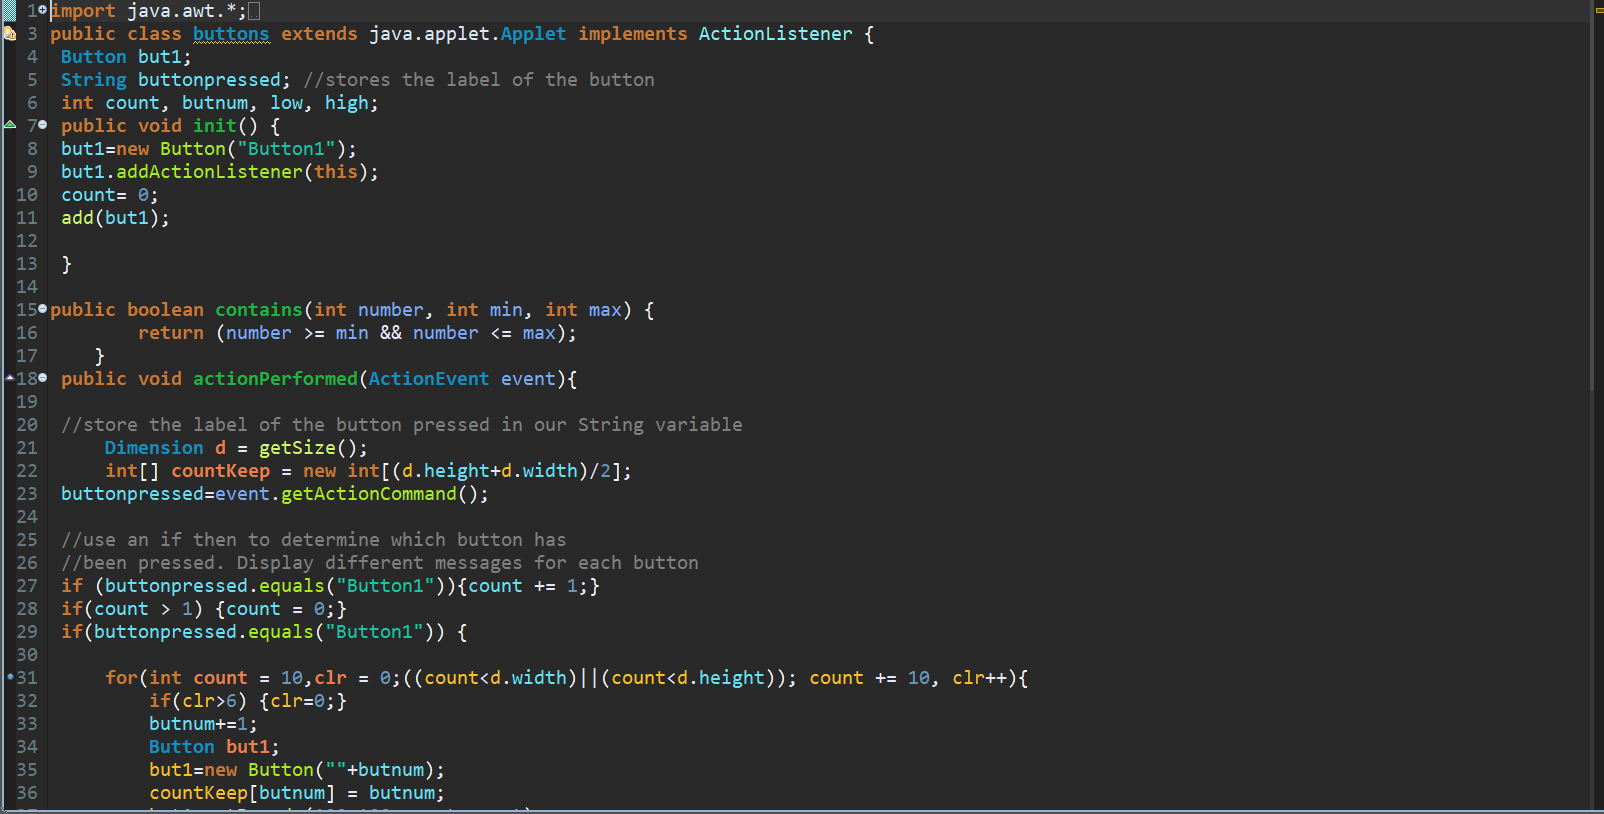 1 import java.awt.*;
3 public class buttons extends java.applet.Applet implements ActionListener {
4 Button but1;
5 String buttonpressed; //stores the label of the button
6 int count, butnum, low, high;
7 public void init() {
8 but1=new Button("Button1");
9 but1.addActionListener(this);
10 count= 0;
11 add(but1);
12
13 }
14
15 public boolean contains(int number, int min, int max) {
16 return (number >= min && number <= max);
17 }
18 public void actionPerformed(ActionEvent event){
19
20 //store the label of the button pressed in our String variable
21 Dimension d = getSize();
22 int[] countKeep = new int[(d.height+d.width)/2];
23 buttonpressed=event.getActionCommand();
24
25 //use an if then to determine which button has
26 //been pressed. Display different messages for each button
27 if (buttonpressed.equals("Button1")){count += 1;}
28 if(count > 1) {count = 0;}
29 if(buttonpressed.equals("Button1")) {
30
31 for(int count = 10,clr = 0;((count<d.width)||(count<d.height)); count += 10, clr++){
32 if(clr>6) {clr=0;}
33 butnum+=1;
34 Button but1;
35 but1=new Button(""+butnum);
36 countKeep[butnum] = butnum;